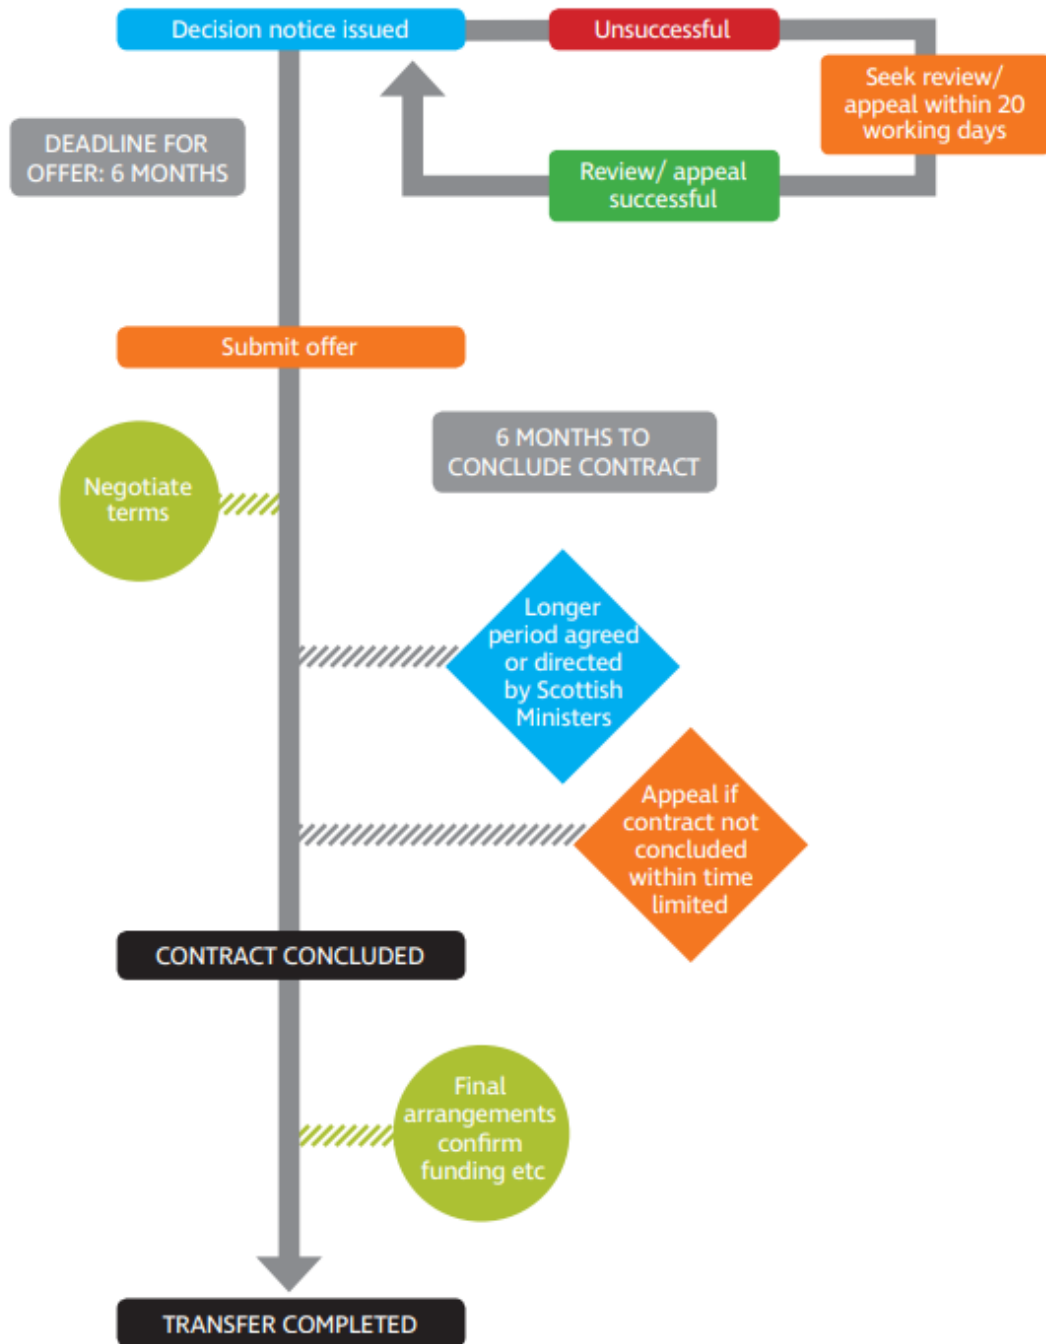 Decision notice issued
Unsuccessful
Seek review/
appeal within 20
working days
DEADLINE FOR
OFFER: 6 MONTHS
Review/ appeal
successful
Submit offer
6 MONTHS TO
CONCLUDE CONTRACT
Negotiate
terms
Longer
period agreed
or directed
by Scottish
Ministers
Appeal if
contract not
concluded
within time
limited
CONTRACT CONCLUDED
Final
arrangements
confirm
funding etc
TRANSFER COMPLETED